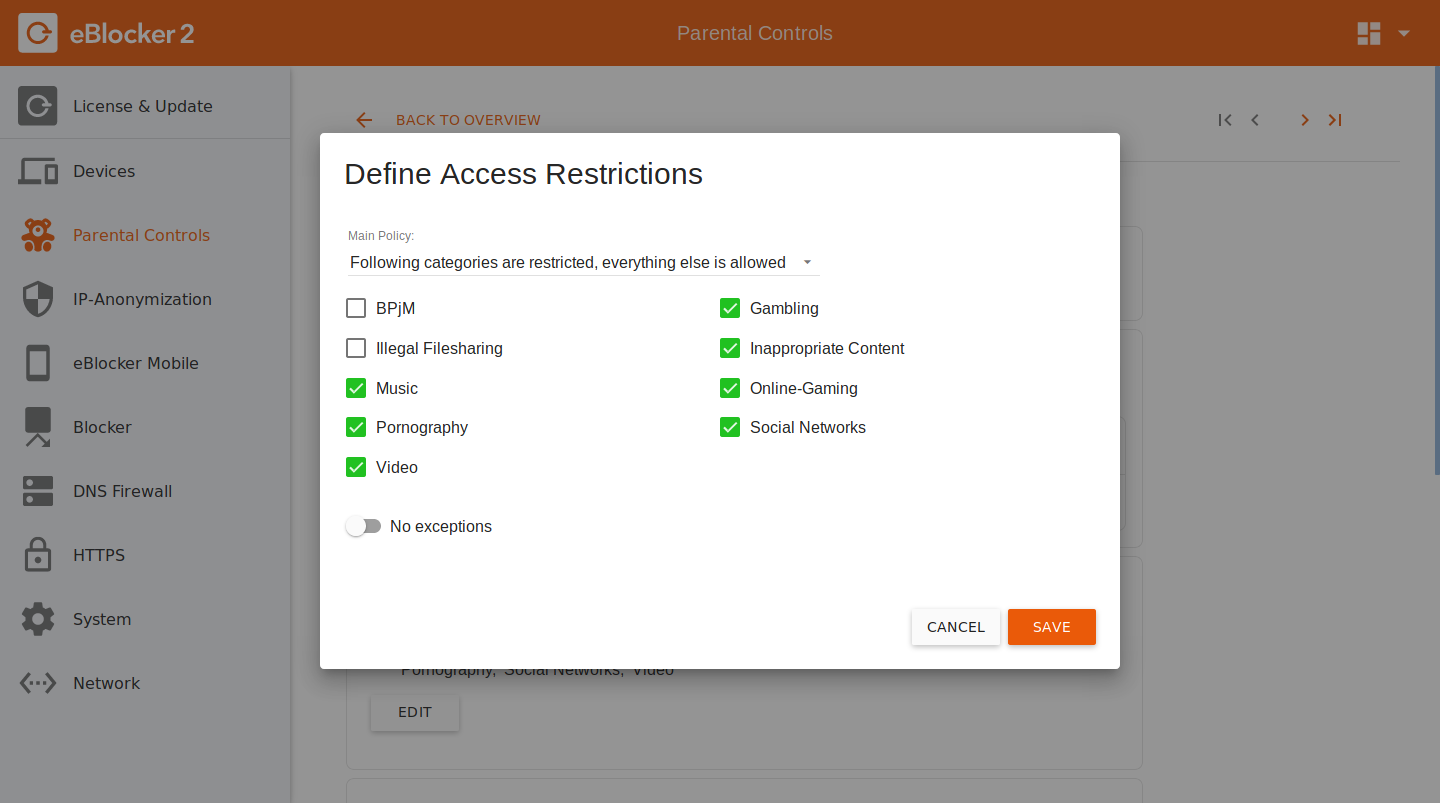 eBlocker 2
Parental Controls
License & Update
Devices
Parental Controls
IP-Anonymization
eBlocker Mobile
Blocker
DNS Firewall
HTTPS
System
Network
BACK TO OVERVIEW
Define Access Restrictions
Main Policy:
Following categories are restricted, everything else is allowed
BPjM
Gambling
Illegal Filesharing
Inappropriate Content
Music
Online-Gaming
Pornography
Social Networks
Video
No exceptions
CANCEL
SAVE
Pornography, Social Networks, Video
EDIT